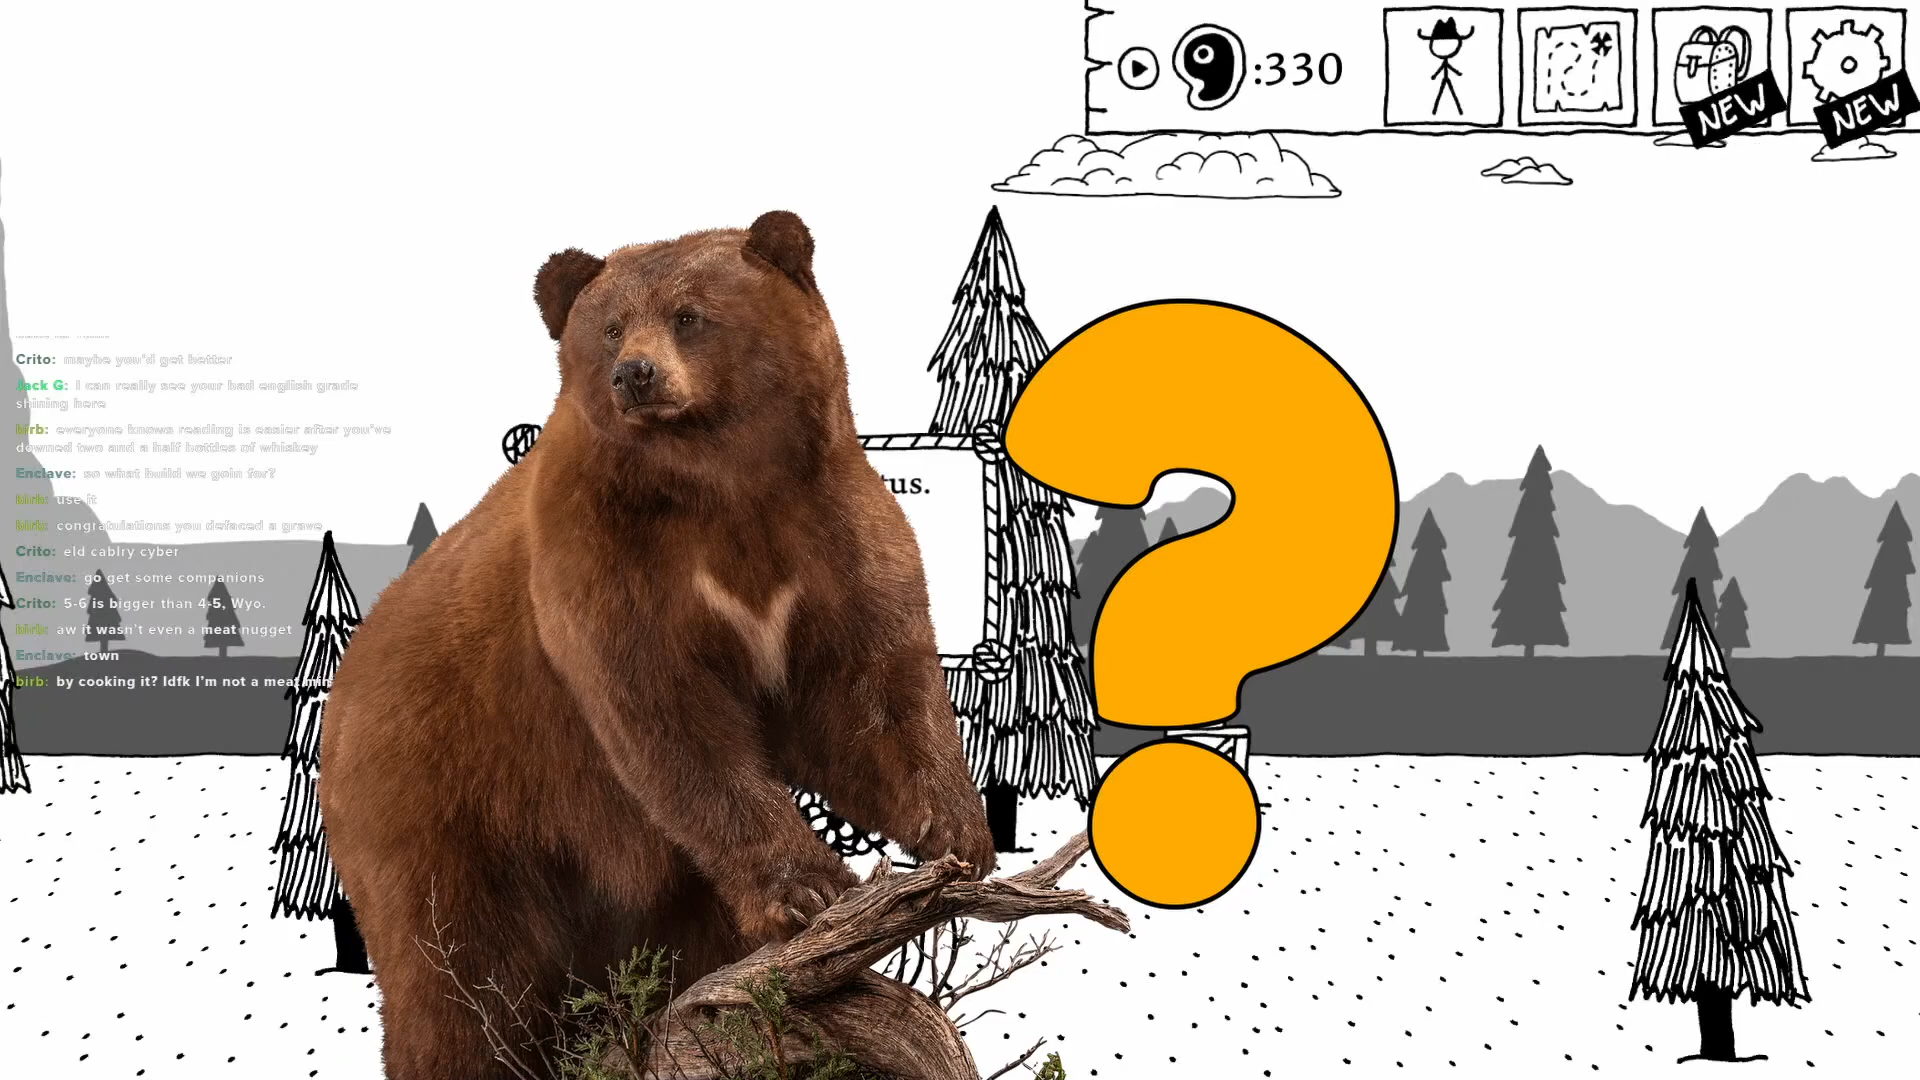 :330
NEW
NEW
Crito: maybe you'd get better
Jack G: I can really see your bad english grade
shining here
birb: everyone knows reading is easier after you've
downed two and a half bottles of whiskey
Enclave: so what build we goin for?
birb: use it
birb: congratulations you defaced a grave
Crito: eld cablry cyber
Enclave: go get some companions
Crito: 5-6 is bigger than 4-5, Wyo.
birb: aw it wasn't even a meat nugget
Enclave: town
birb: by cooking it? Idfk I'm not a meat min
tus.